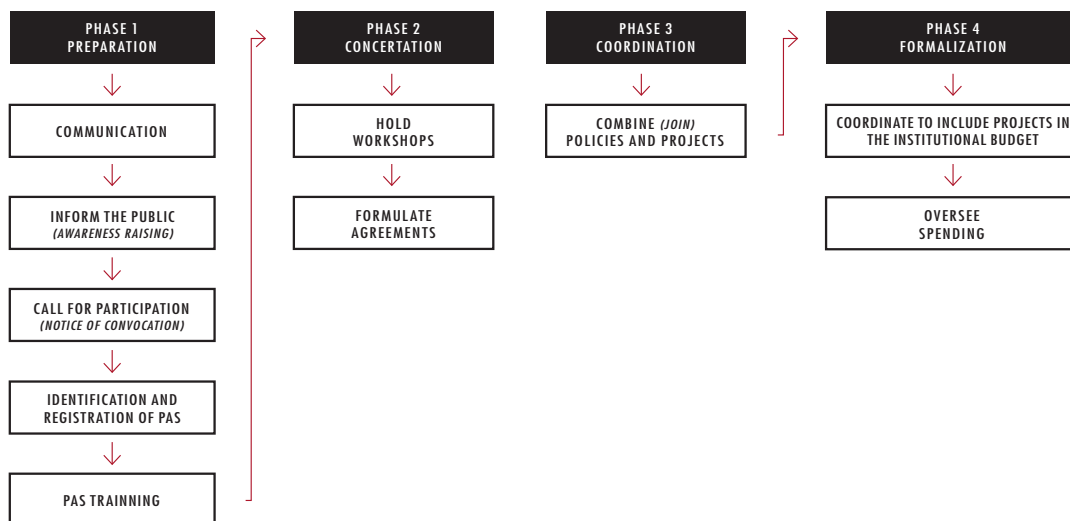 PHASE 1
PREPARATION
COMMUNICATION
INFORM THE PUBLIC
(AWARENESS RAISING)
CALL FOR PARTICIPATION
(NOTICE OF CONVOCATION)
IDENTIFICATION AND
REGISTRATION OF PAS
PAS TRAINNING
PHASE 2
CONCERTATION
HOLD
WORKSHOPS
FORMULATE
AGREEMENTS
PHASE 3
COORDINATION
COMBINE (JOIN)
POLICIES AND PROJECTS
PHASE 4
FORMALIZATION
COORDINATE TO INCLUDE PROJECTS IN
THE INSTITUTIONAL BUDGET
OVERSEE
SPENDING